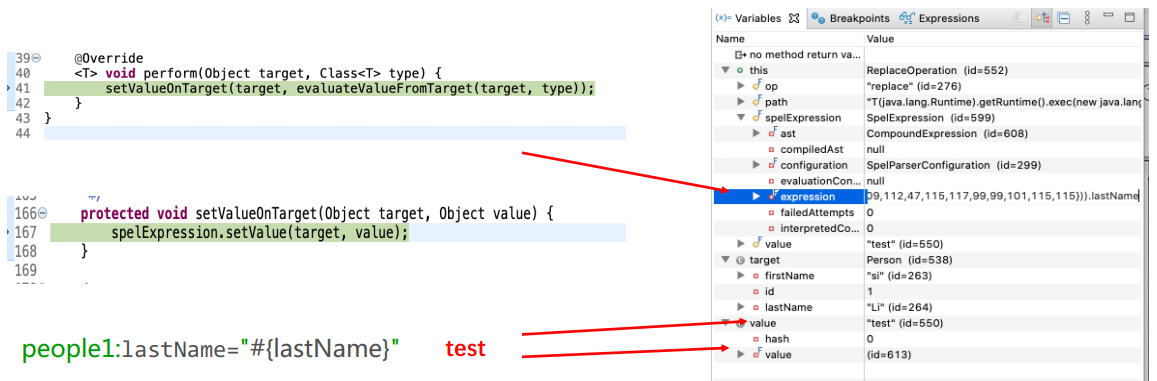 39 @Override
40 <T> void perform(Object target, Class<T> type) {
41 setValueOnTarget(target, evaluateValueFromTarget(target, type));
42 }
43 }
44
*/
166 protected void setValueOnTarget(Object target, Object value) {
167 spelExpression.setValue(target, value);
168 }
169
people1:lastName="#{lastName}" test
(x)= Variables Breakpoints Expressions
Name Value
no method return va...
this ReplaceOperation (id=552)
op "replace" (id=276)
path "T(java.lang.Runtime).getRuntime().exec(new java.lang
spelExpression SpelExpression (id=599)
ast CompoundExpression (id=608)
compiledAst null
configuration SpelParserConfiguration (id=299)
evaluationCon... null
expression 09,112,47,115,117,99,99,101,115,115})).lastName
failedAttempts 0
interpretedCo... 0
value "test" (id=550)
target Person (id=538)
firstName "si" (id=263)
id 1
lastName "Li" (id=264)
value "test" (id=550)
hash 0
value (id=613)